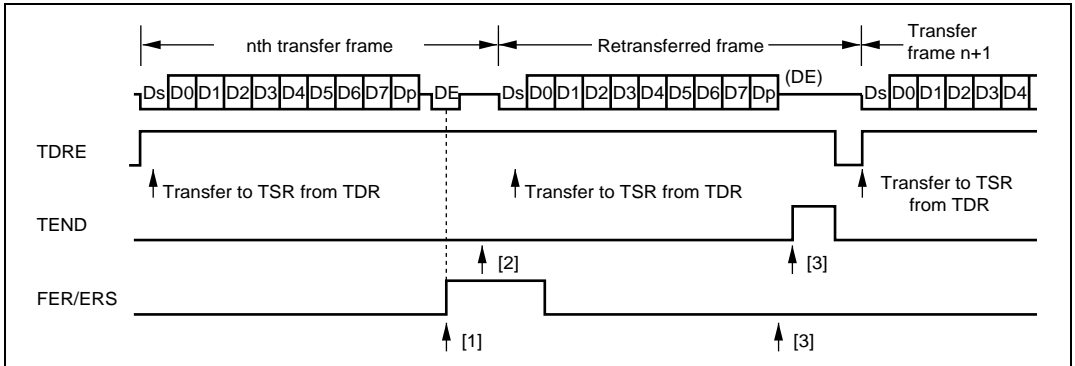 nth transfer frame Retransferred frame Transfer
frame n+1
(DE)
Ds D0 D1 D2 D3 D4 D5 D6 D7 Dp DE Ds D0 D1 D2 D3 D4 D5 D6 D7 Dp Ds D0 D1 D2 D3 D4
TDRE
Transfer to TSR from TDR Transfer to TSR from TDR Transfer to TSR
from TDR
TEND
[2] [3]
FER/ERS
[1] [3]